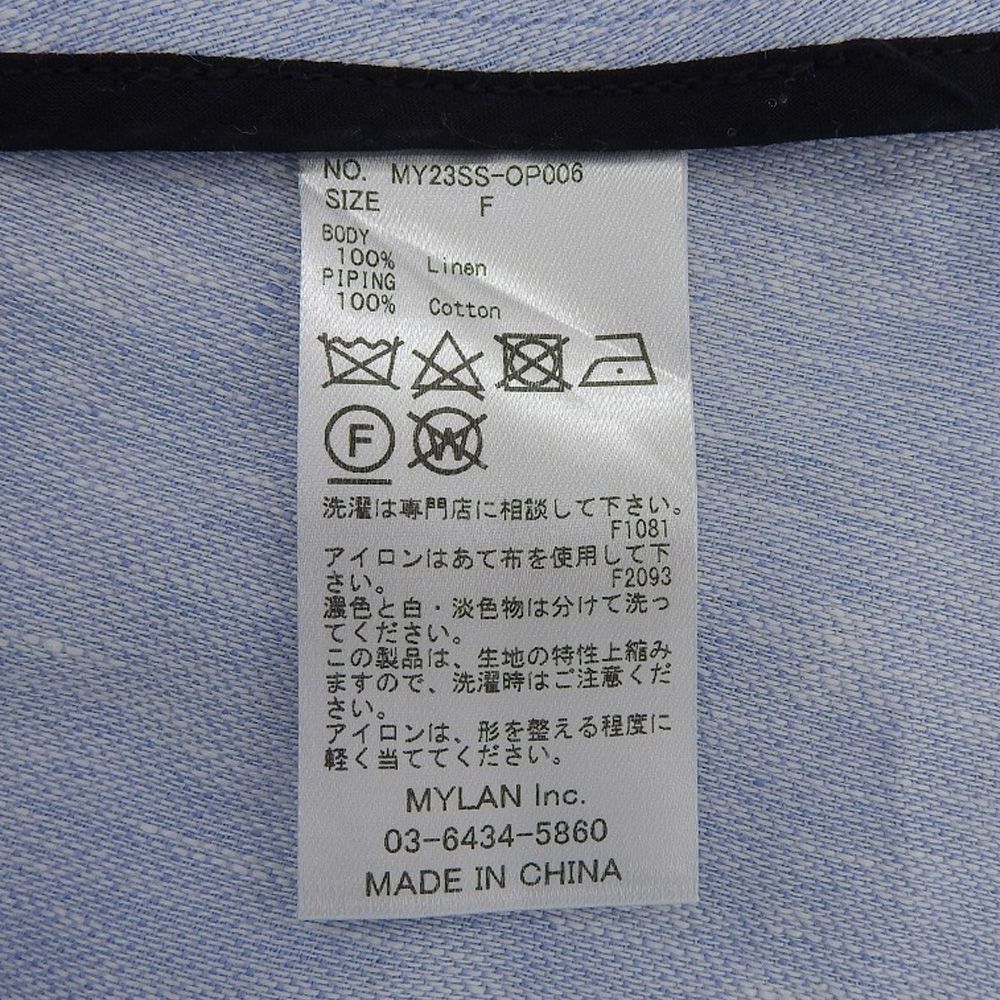 NO. MY23SS-OP006
SIZE F
BODY
100% Linen
PIPING
100% Cotton
F W
洗濯は専門店に相談して下さい。
F1081
アイロンはあて布を使用して下
さい。 F2093
濃色と白・淡色物は分けて洗っ
てください。
この製品は、生地の特性上縮み
ますので、洗濯時はご注意くだ
さい。
アイロンは、形を整える程度に
軽く当ててください。
MYLAN Inc.
03-6434-5860
MADE IN CHINA